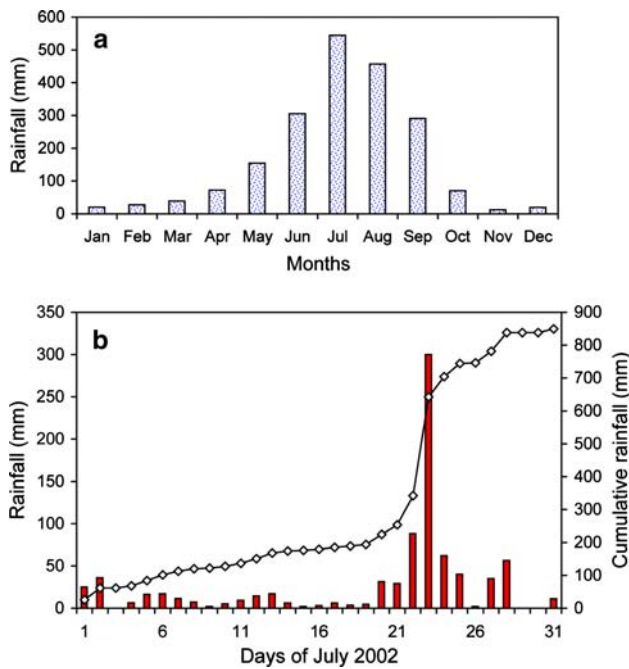 a
Rainfall (mm)
600
500
400
300
200
100
0
Jan Feb Mar Apr May Jun Jul Aug Sep Oct Nov Dec
Months
b
Rainfall (mm)
350
300
250
200
150
100
50
0
900
800
700
600
500
400
300
200
100
0
Cumulative rainfall (mm)
1 6 11 16 21 26 31
Days of July 2002